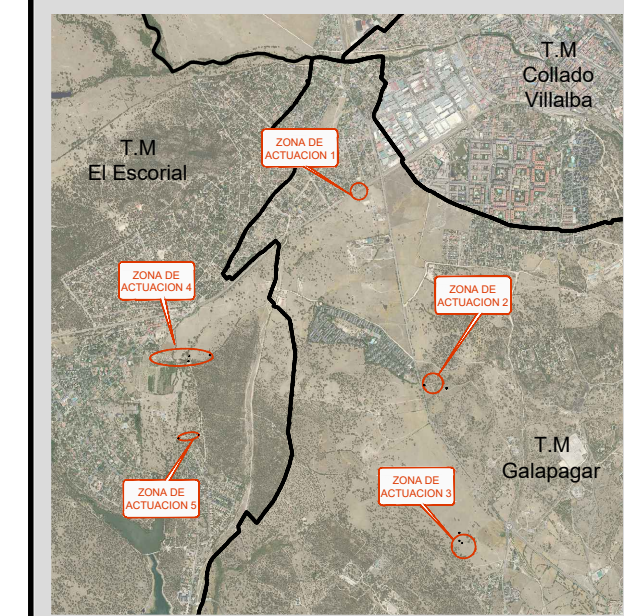 T.M
Collado
Villalba
ZONA DE
ACTUACION 1
T.M
El Escorial
ZONA DE
ACTUACION 4
ZONA DE
ACTUACION 2
T.M
Galapagar
ZONA DE
ACTUACION 3
ZONA DE
ACTUACION 5